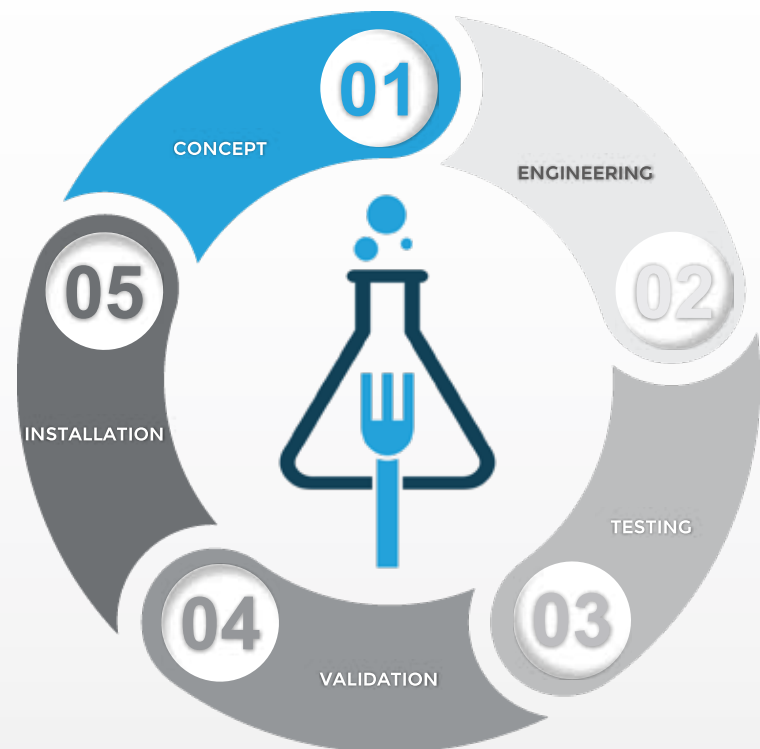 01
CONCEPT
ENGINEERING
02
TESTING
03
VALIDATION
04
INSTALLATION
05